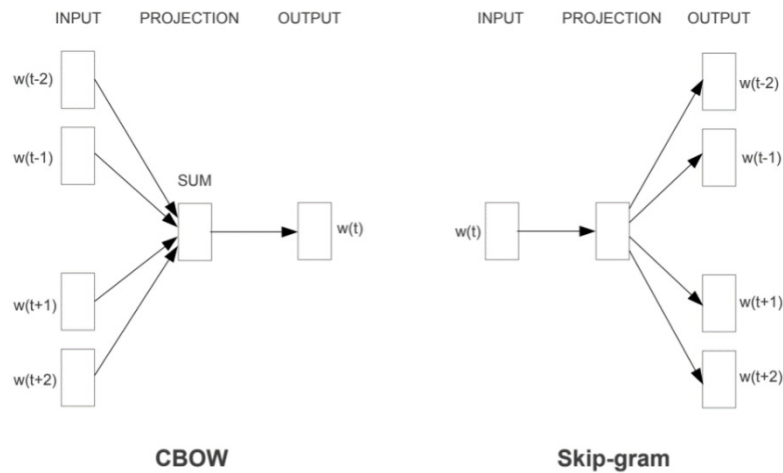 INPUT PROJECTION OUTPUT
w(t-2)
w(t-1)
SUM
w(t)
w(t+1)
w(t+2)
CBOW
INPUT PROJECTION OUTPUT
w(t-2)
w(t-1)
w(t)
w(t+1)
w(t+2)
Skip-gram